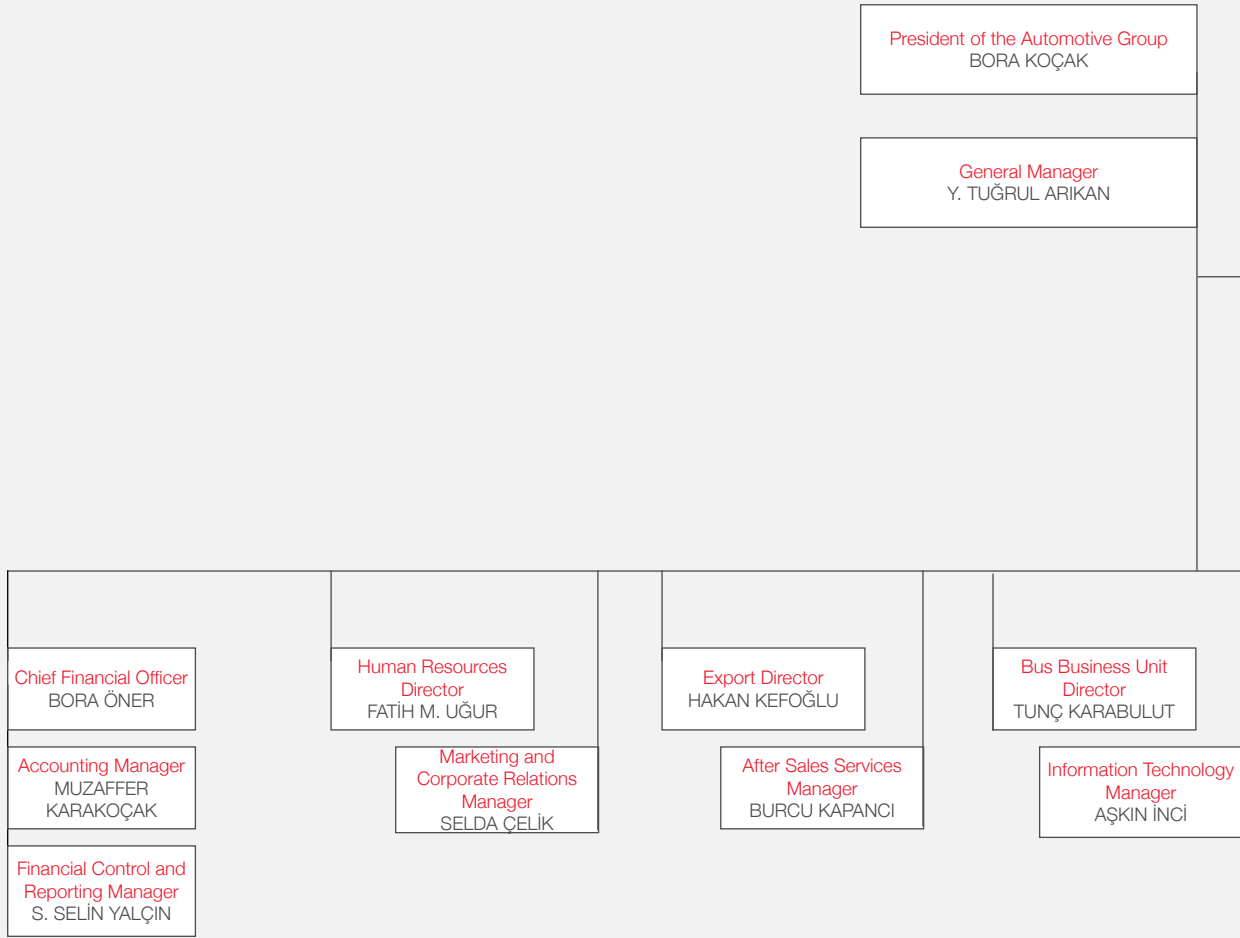 President of the Automotive Group
BORA KOÇAK
General Manager
Y. TUĞRUL ARIKAN
Chief Financial Officer
BORA ÖNER
Human Resources
Director
FATİH M. UĞUR
Export Director
HAKAN KEFOĞLU
Bus Business Unit
Director
TUNÇ KARABULUT
Accounting Manager
MUZAFFER
KARAKOÇAK
Marketing and
Corporate Relations
Manager
SELDA ÇELİK
After Sales Services
Manager
BURCU KAPANCI
Information Technology
Manager
AŞKIN İNCİ
Financial Control and
Reporting Manager
S. SELİN YALÇIN